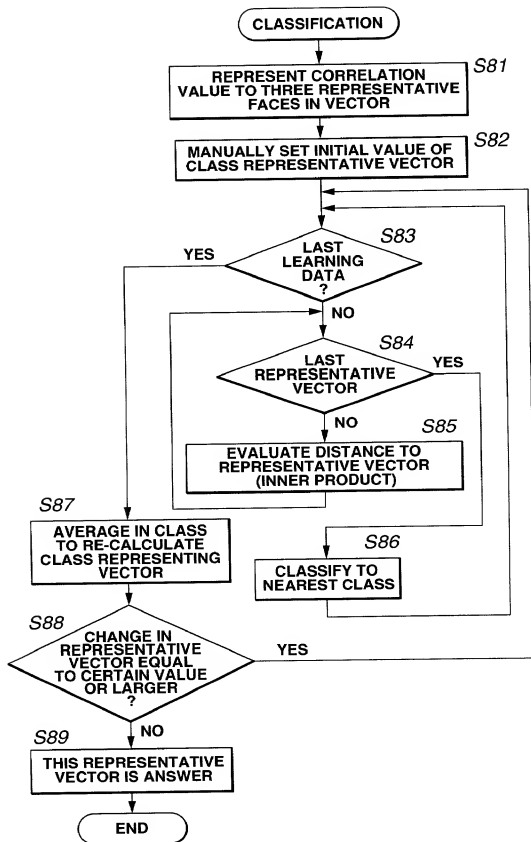 CLASSIFICATION
S81
REPRESENT CORRELATION
VALUE TO THREE REPRESENTATIVE
FACES IN VECTOR
S82
MANUALLY SET INITIAL VALUE OF
CLASS REPRESENTATIVE VECTOR
S83
YES
LAST
LEARNING
DATA
?
NO
S84
LAST
REPRESENTATIVE
VECTOR
YES
NO
S85
EVALUATE DISTANCE TO
REPRESENTATIVE VECTOR
(INNER PRODUCT)
S87
AVERAGE IN CLASS
TO RE-CALCULATE
CLASS REPRESENTING
VECTOR
S86
CLASSIFY TO
NEAREST CLASS
S88
CHANGE IN
REPRESENTATIVE
VECTOR EQUAL
TO CERTAIN VALUE
OR LARGER
?
YES
NO
S89
THIS REPRESENTATIVE
VECTOR IS ANSWER
END